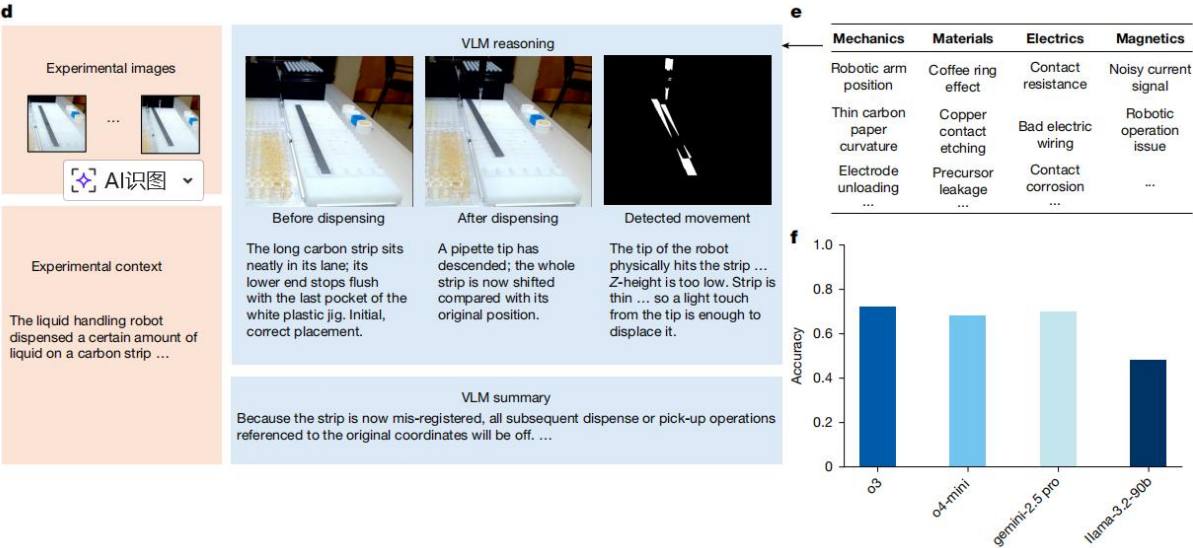 d
Experimental images
...
AI识图
Experimental context
The liquid handling robot
dispensed a certain amount of
liquid on a carbon strip ...
VLM reasoning
Before dispensing
After dispensing
Detected movement
The long carbon strip sits
neatly in its lane; its
lower end stops flush
with the last pocket of the
white plastic jig. Initial,
correct placement.
A pipette tip has
descended; the whole
strip is now shifted
compared with its
original position.
The tip of the robot
physically hits the strip ...
Z-height is too low. Strip is
thin ... so a light touch
from the tip is enough to
displace it.
VLM summary
Because the strip is now mis-registered, all subsequent dispense or pick-up operations
referenced to the original coordinates will be off. ...
e
Mechanics Materials Electrics Magnetics
Robotic arm
position
Coffee ring
effect
Contact
resistance
Noisy current
signal
Thin carbon
paper
curvature
Copper
contact
etching
Bad electric
wiring
Robotic
operation
issue
Electrode
unloading
...
Precursor
leakage
...
Contact
corrosion
...
...
f
Accuracy
1.0
0.8
0.6
0.4
0.2
0
o3
o4-mini
gemini-2.5 pro
llama-3.2-90b